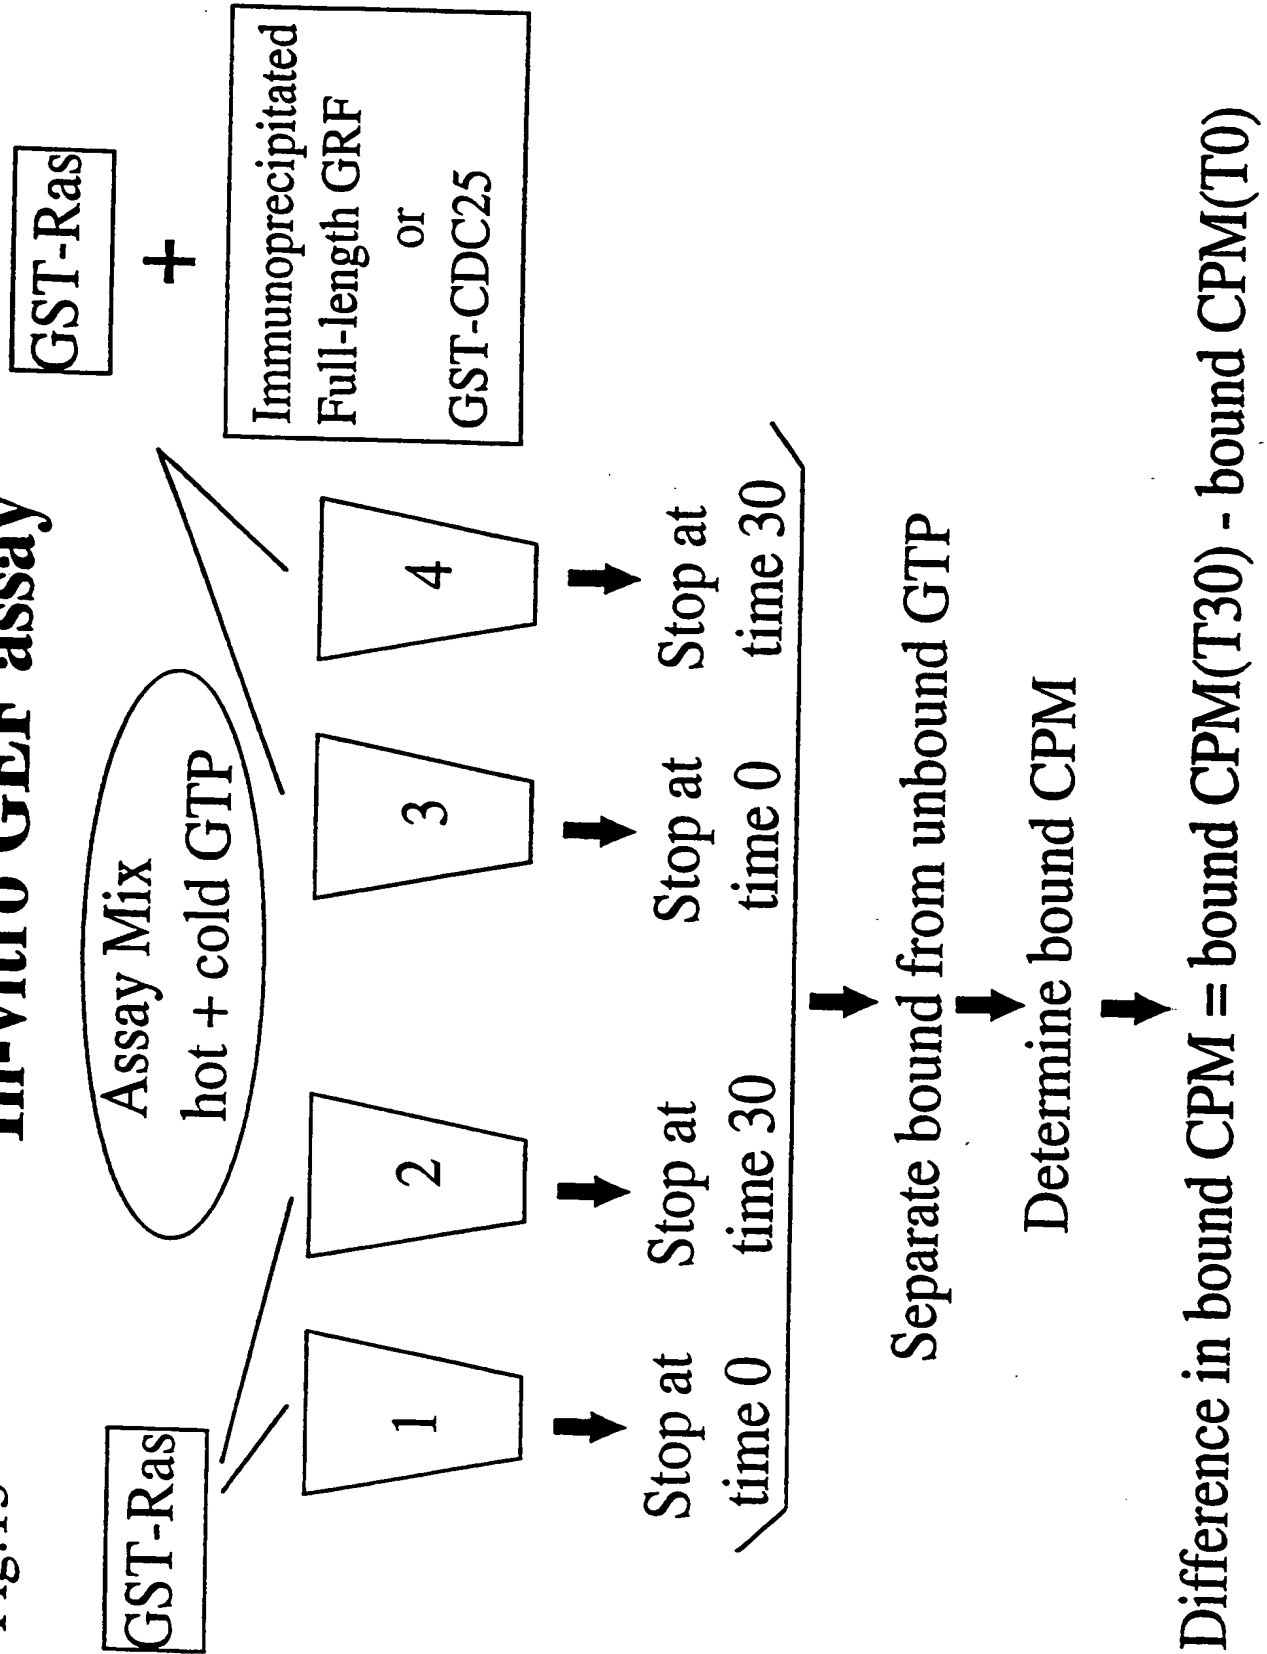 In-vitro GEF assay
GST-Ras
Assay Mix
hot + cold GTP
GST-Ras
+
Immunoprecipitated
Full-length GRF
or
GST-CDC25
1
2
3
4
Stop at
time 0
Stop at
time 30
Stop at
time 0
Stop at
time 30
Separate bound from unbound GTP
Determine bound CPM
Difference in bound CPM = bound CPM(T30) - bound CPM(T0)